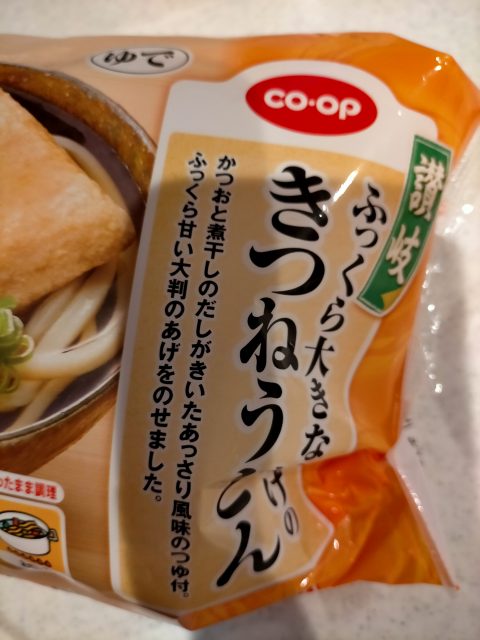 ゆで
CO·OP
讃岐
ふっくら大きな
げの
きつねうどん
かつおと煮干しのだしがきいたあっさり風味のつゆ付。
ふっくら甘い大判のあげをのせました。
たまま調理